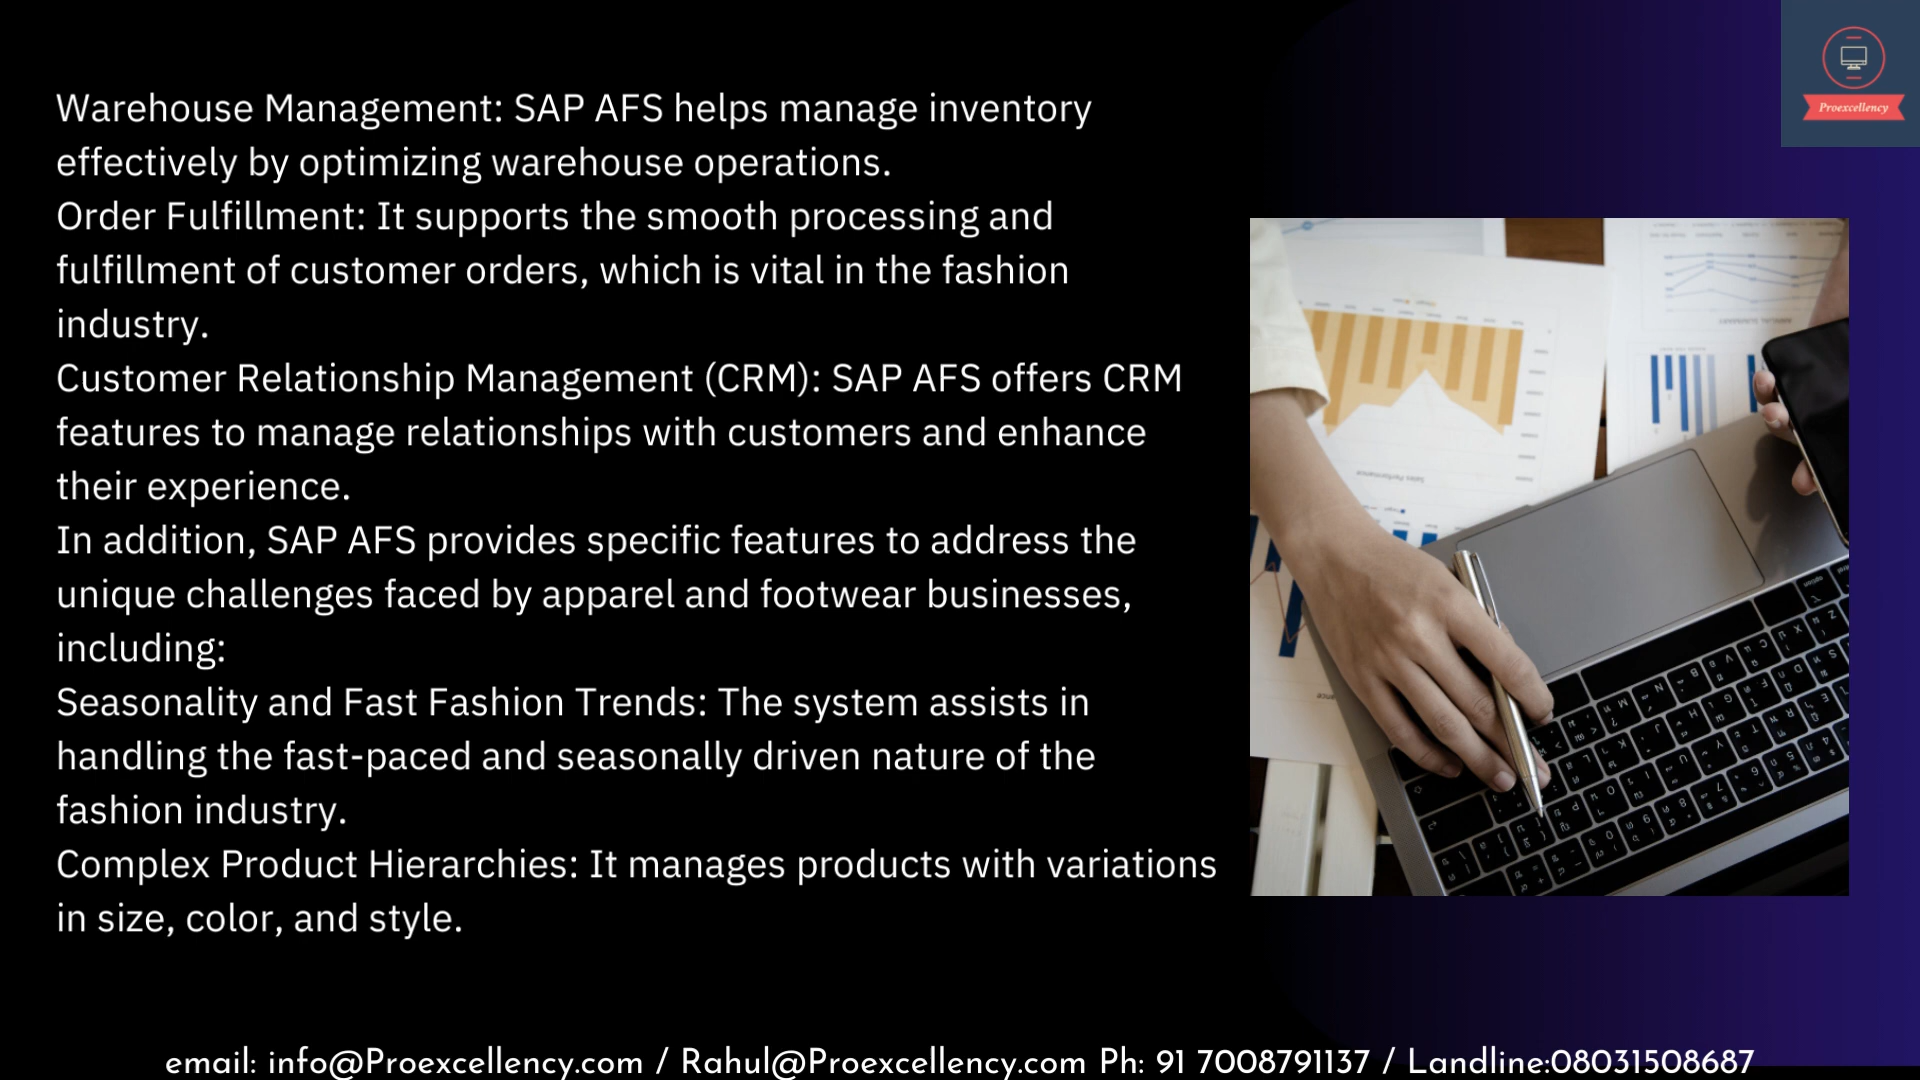 Proexcellency
Warehouse Management: SAP AFS helps manage inventory
effectively by optimizing warehouse operations.
Order Fulfillment: It supports the smooth processing and
fulfillment of customer orders, which is vital in the fashion
industry.
Customer Relationship Management (CRM): SAP AFS offers CRM
features to manage relationships with customers and enhance
their experience.
In addition, SAP AFS provides specific features to address the
unique challenges faced by apparel and footwear businesses,
including:
Seasonality and Fast Fashion Trends: The system assists in
handling the fast-paced and seasonally driven nature of the
fashion industry.
Complex Product Hierarchies: It manages products with variations
in size, color, and style.
Sales Performance
email: info@Proexcellency.com / Rahul@Proexcellency.com Ph: 91 7008791137 / Landline:08031508687